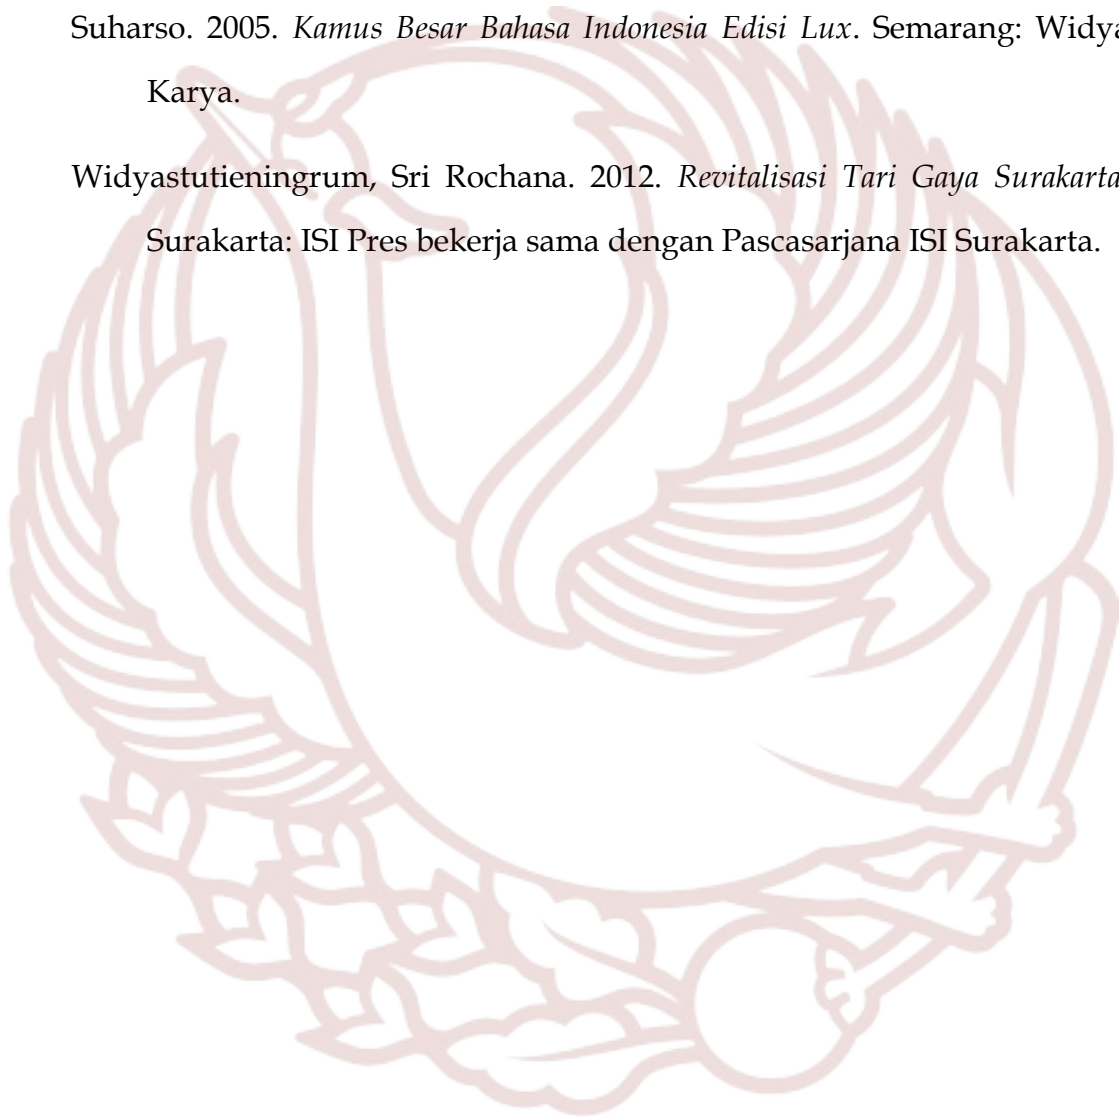 Suharso. 2005. Kamus Besar Bahasa Indonesia Edisi Lux. Semarang: Widya
Karya.
Widyastutieningrum, Sri Rochana. 2012. Revitalisasi Tari Gaya Surakarta
Surakarta: ISI Pres bekerja sama dengan Pascasarjana ISI Surakarta.